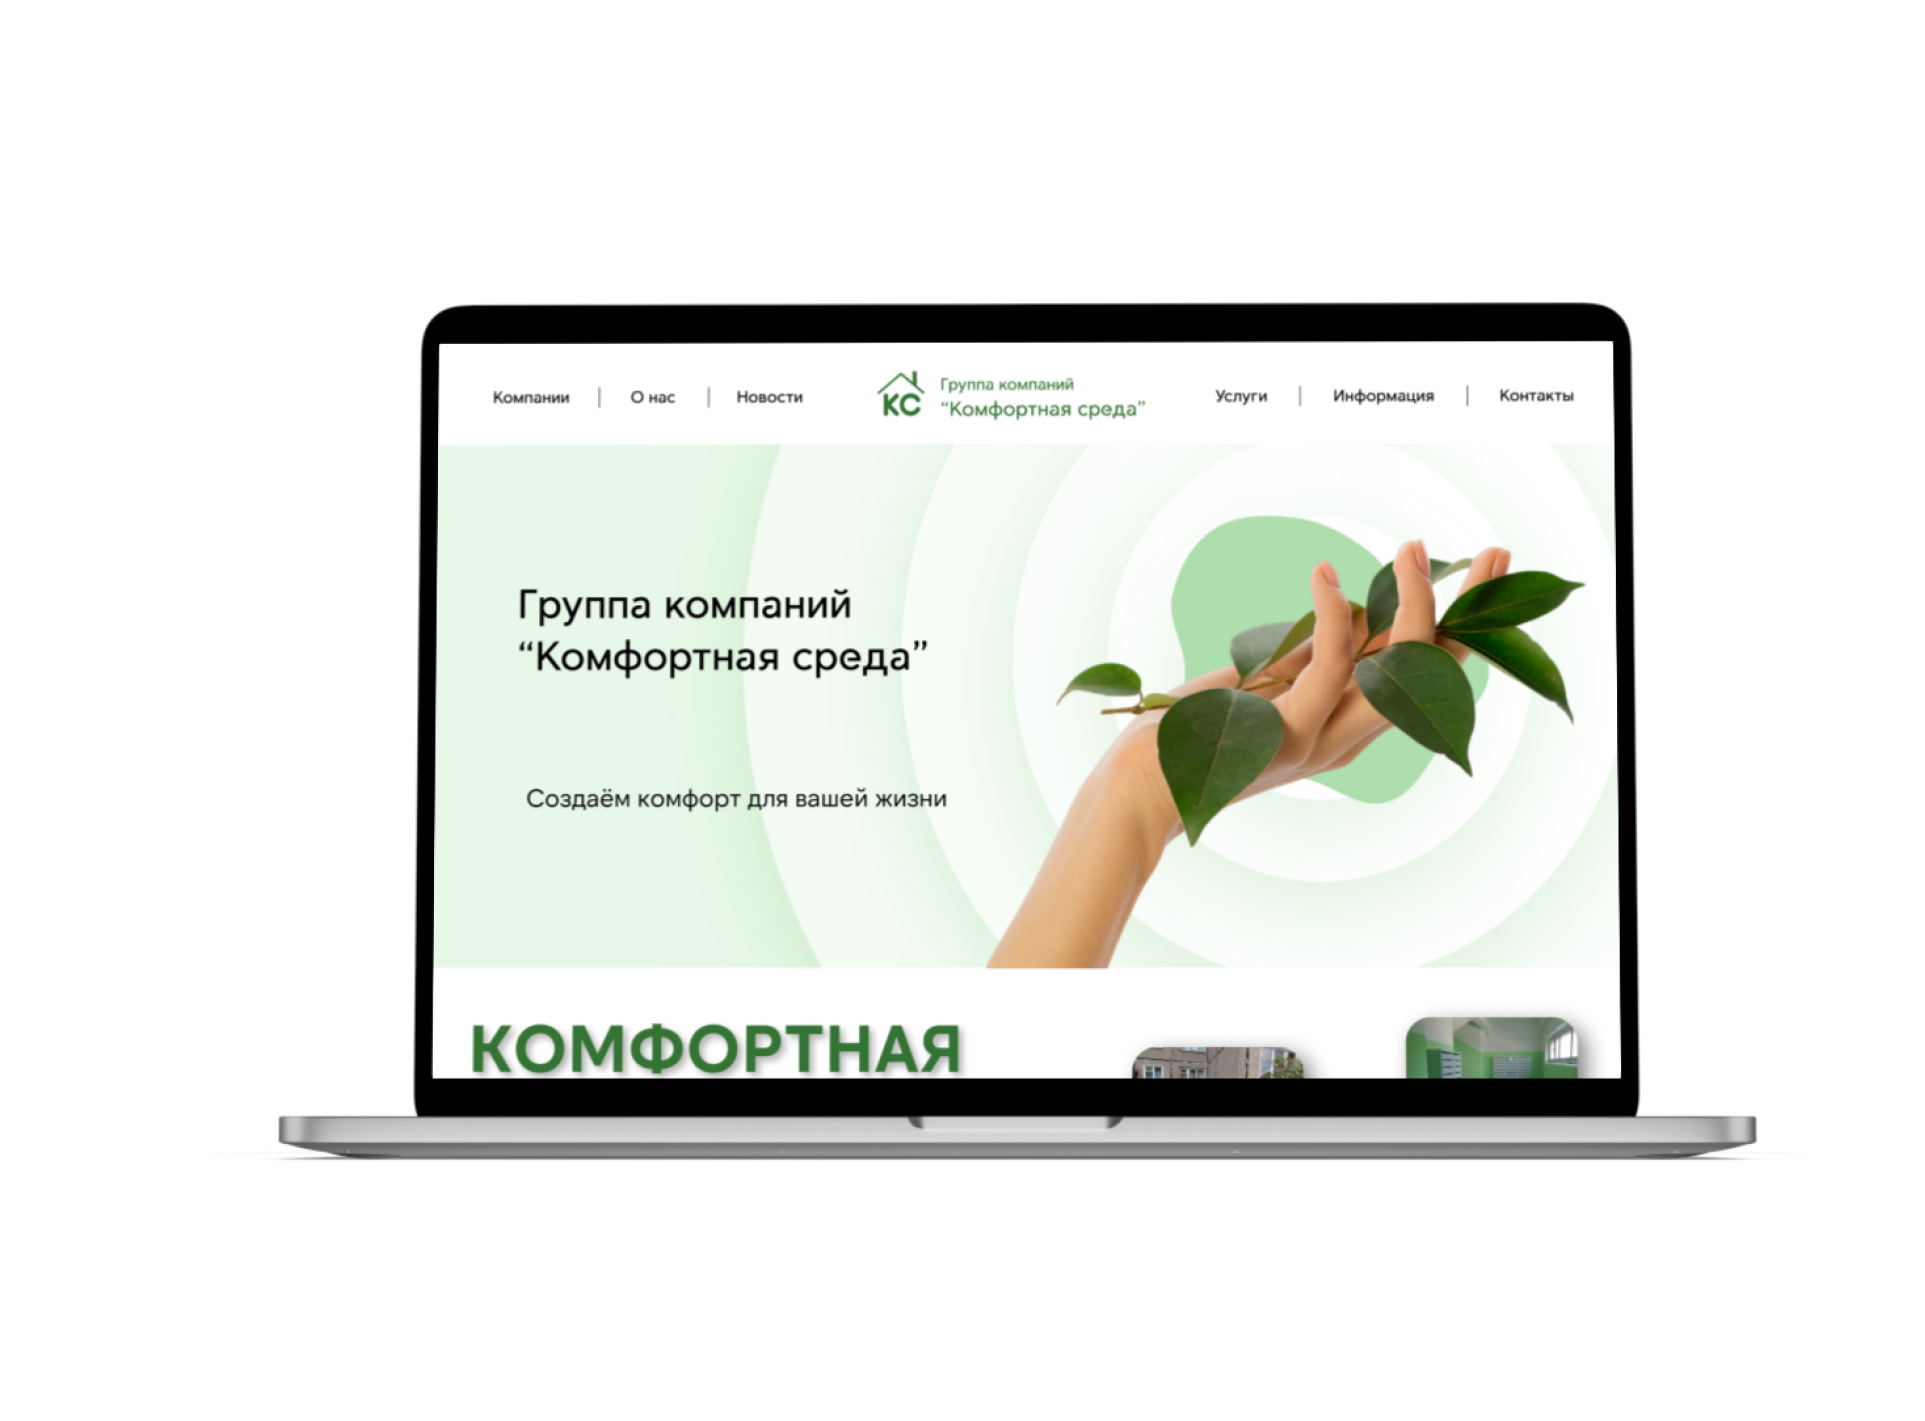 Компании | О нас | Новости
КС
Группа компаний
“Комфортная среда”
Услуги | Информация | Контакты
Группа компаний
“Комфортная среда”
Создаём комфорт для вашей жизни
КОМФОРТНАЯ